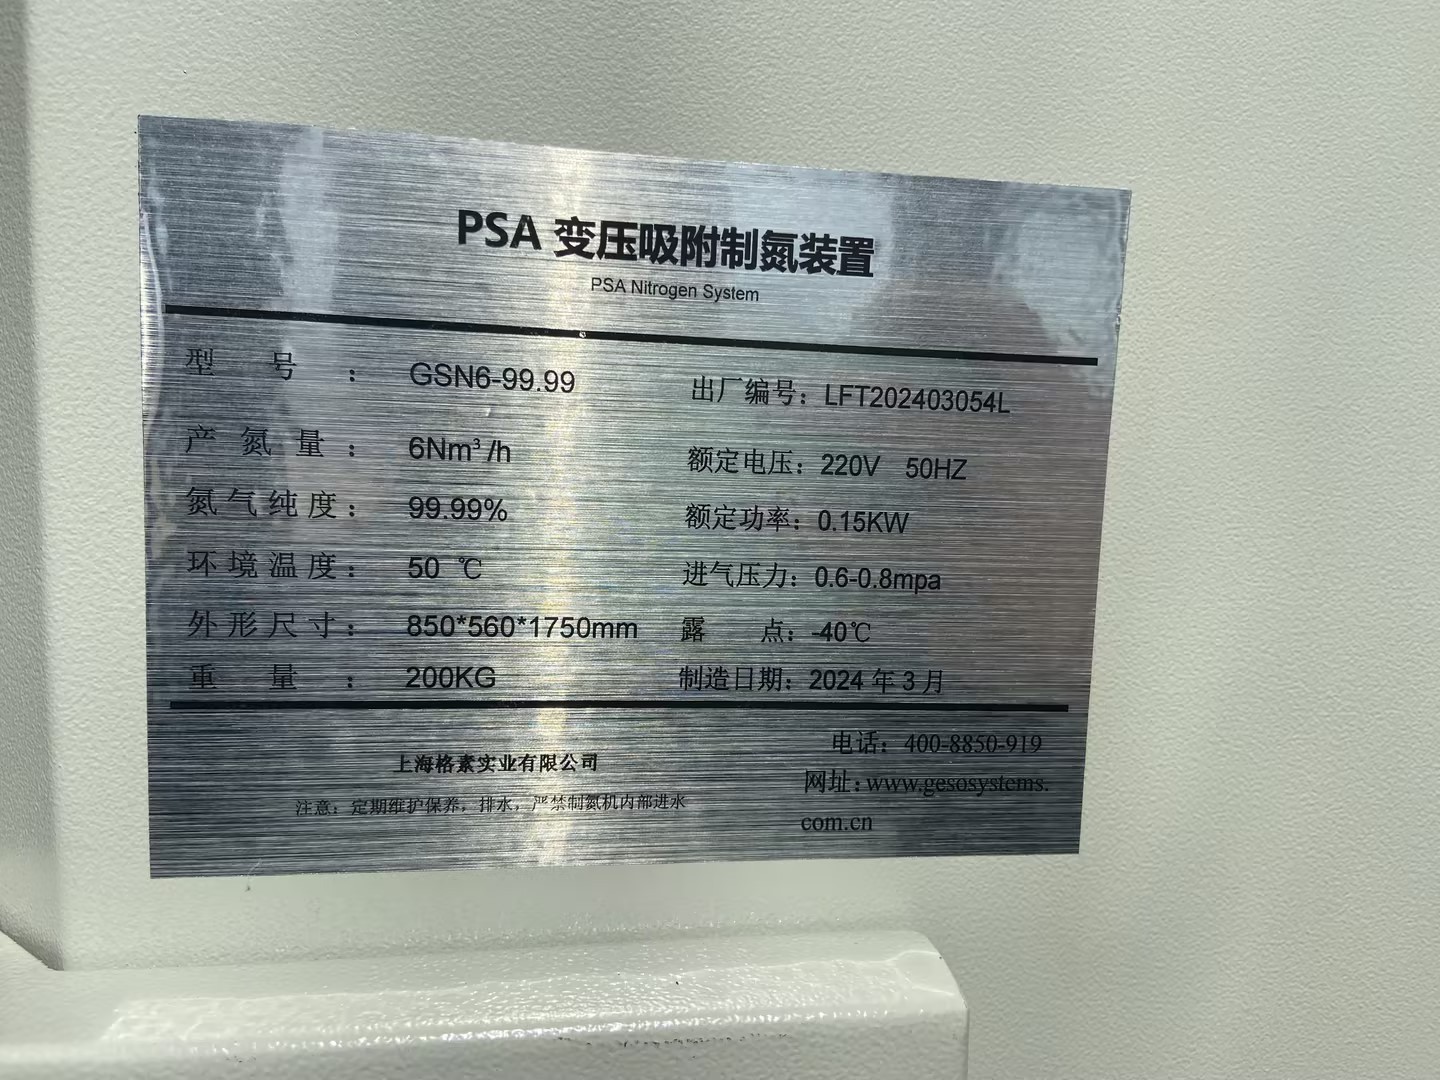 PSA 变压吸附制氮装置
PSA Nitrogen System
型号： GSN6-99.99 出厂编号：LFT202403054L
产氮量： 6Nm³/h 额定电压：220V 50HZ
氮气纯度： 99.99% 额定功率：0.15KW
环境温度： 50 ℃ 进气压力：0.6-0.8mpa
外形尺寸： 850*560*1750mm 露点：-40℃
重量： 200KG 制造日期：2024 年 3 月
上海格素实业有限公司 电话：400-8850-919
注意：定期维护保养，排水，严禁制氮机内部进水 网址：www.gesosystems.
com.cn